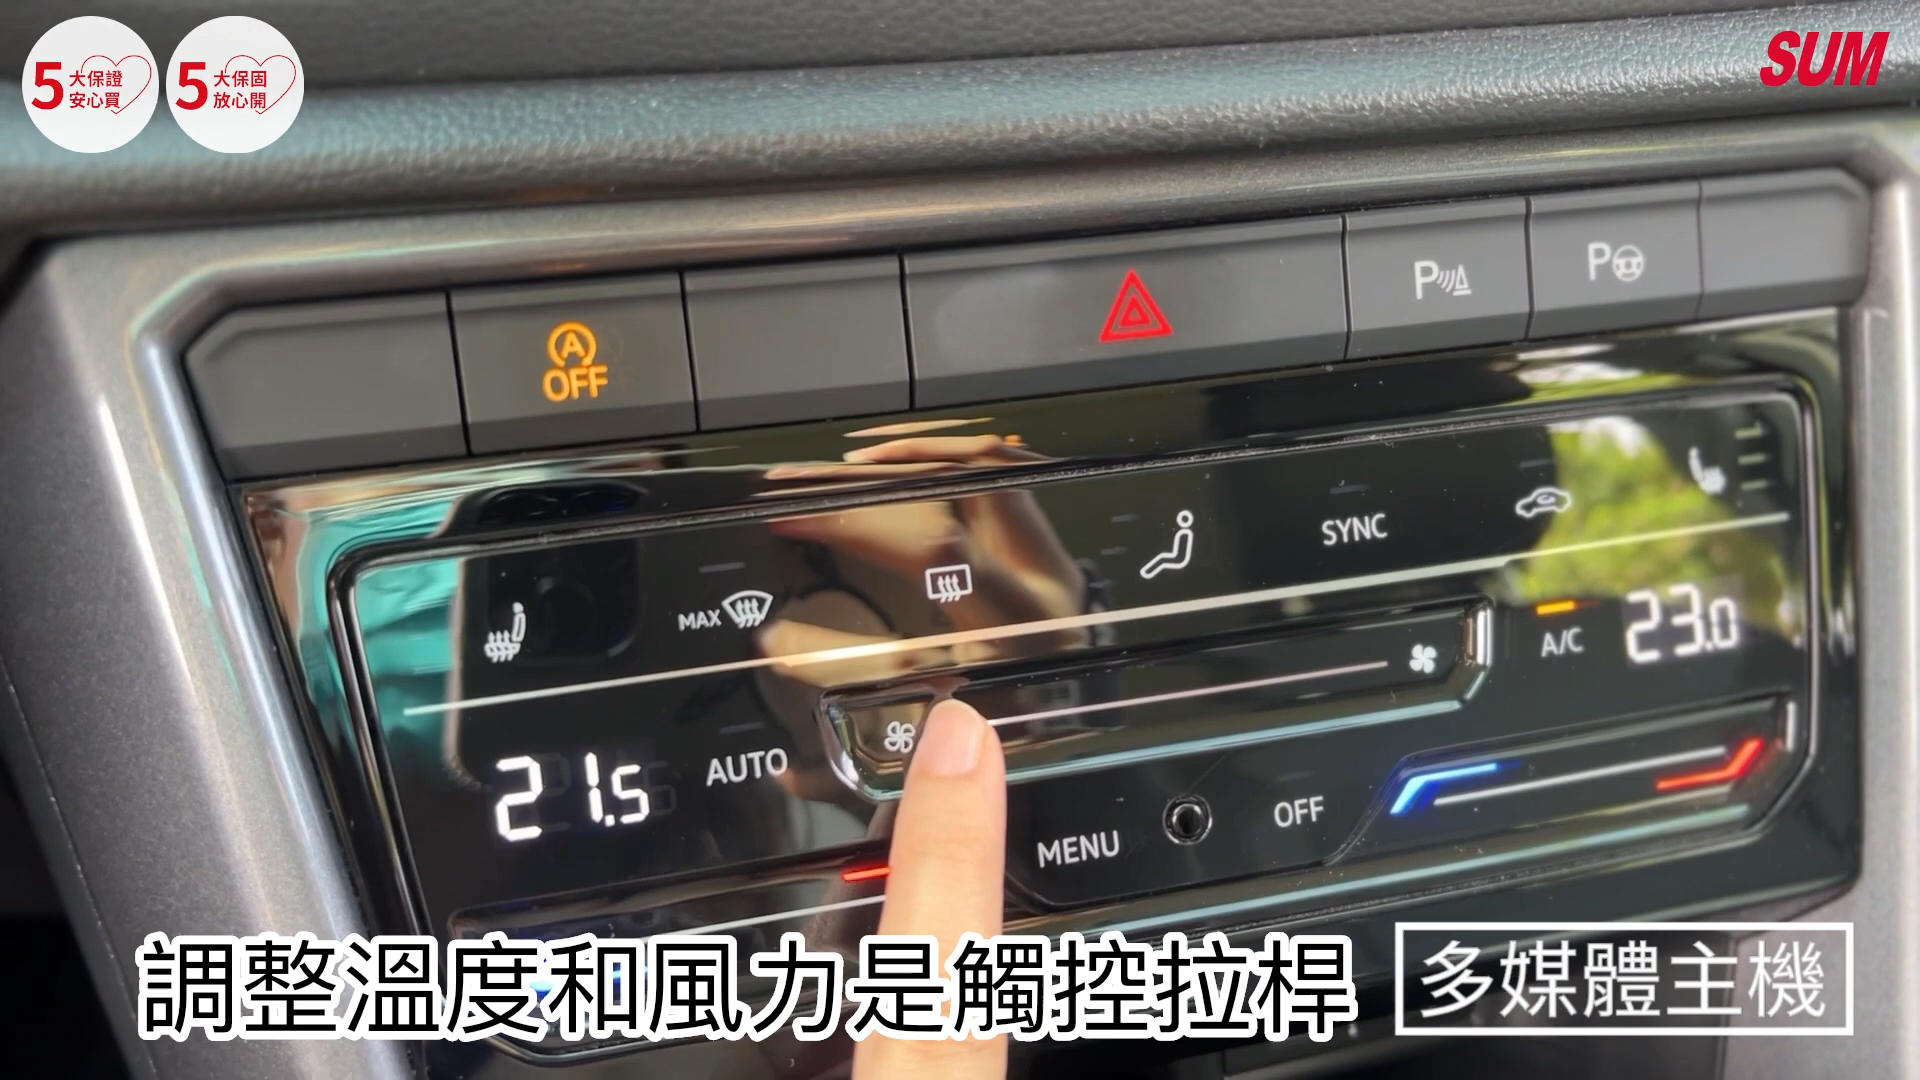 5大保證
安心買
5大保固
放心開
SUM
A
OFF
P
P
SYNC
MAX
A/C
23.0
21.5
AUTO
MENU
OFF
調整溫度和風力是觸控拉桿
多媒體主機